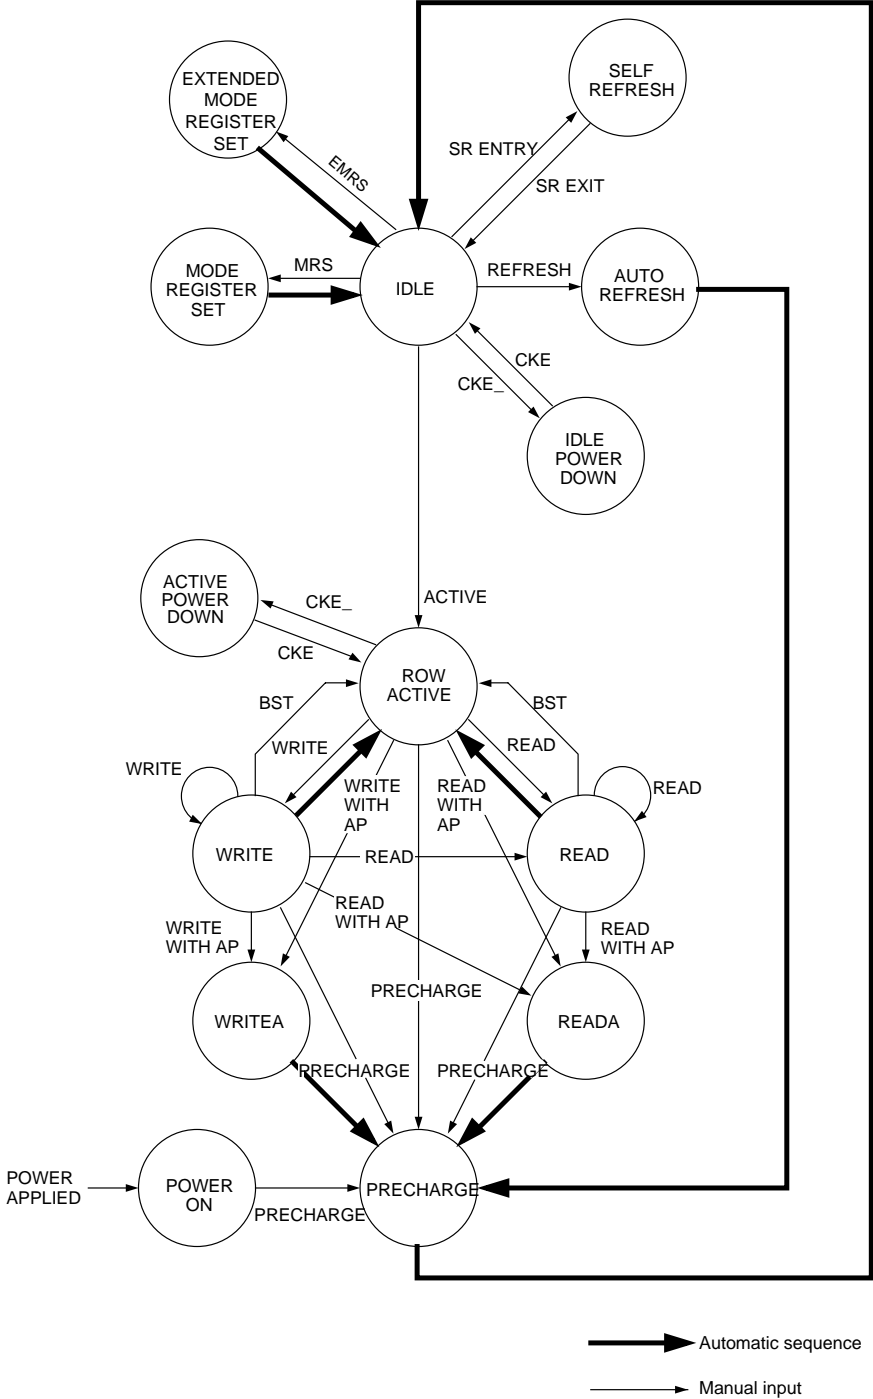 EXTENDED
MODE
REGISTER
SET
SELF
REFRESH
SR ENTRY
EMRS
SR EXIT
MODE
REGISTER
SET
MRS
IDLE
REFRESH
AUTO
REFRESH
CKE
CKE_
IDLE
POWER
DOWN
ACTIVE
POWER
DOWN
CKE_
ACTIVE
CKE
ROW
ACTIVE
BST
BST
WRITE
READ
WRITE
READ
WRITE
WITH
AP
READ
WITH
AP
WRITE
READ
READ
READ
WITH AP
WRITE
WITH AP
READ
WITH AP
PRECHARGE
WRITEA
READA
PRECHARGE
PRECHARGE
POWER
APPLIED
POWER
ON
PRECHARGE
PRECHARGE
Automatic sequence
Manual input